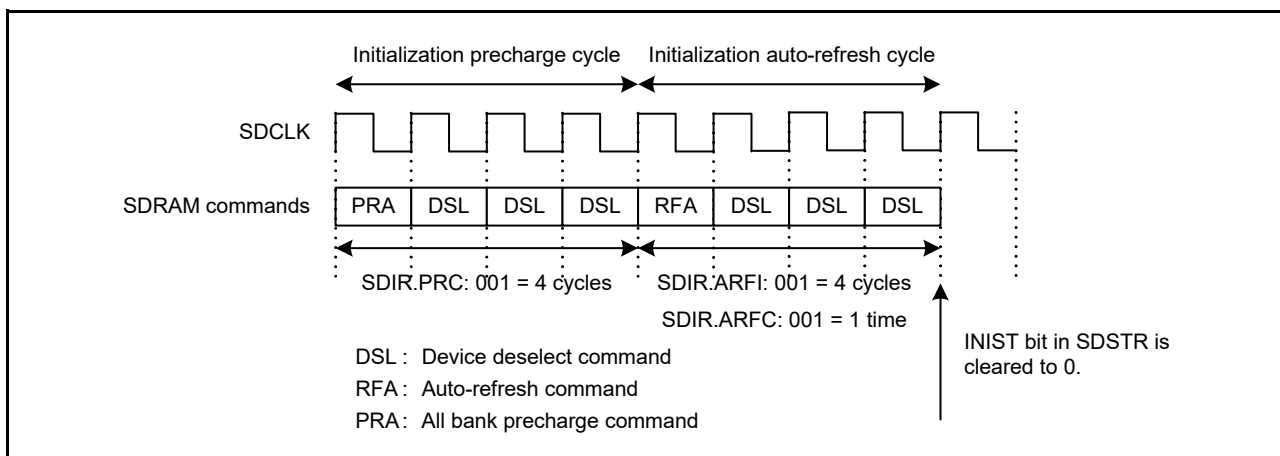 Initialization precharge cycle Initialization auto-refresh cycle
SDCLK
SDRAM commands PRA DSL DSL DSL RFA DSL DSL DSL
SDIR.PRC: 001 = 4 cycles SDIR.ARFI: 001 = 4 cycles
SDIR.ARFC: 001 = 1 time
INIST bit in SDSTR is
cleared to 0.
DSL : Device deselect command
RFA : Auto-refresh command
PRA : All bank precharge command